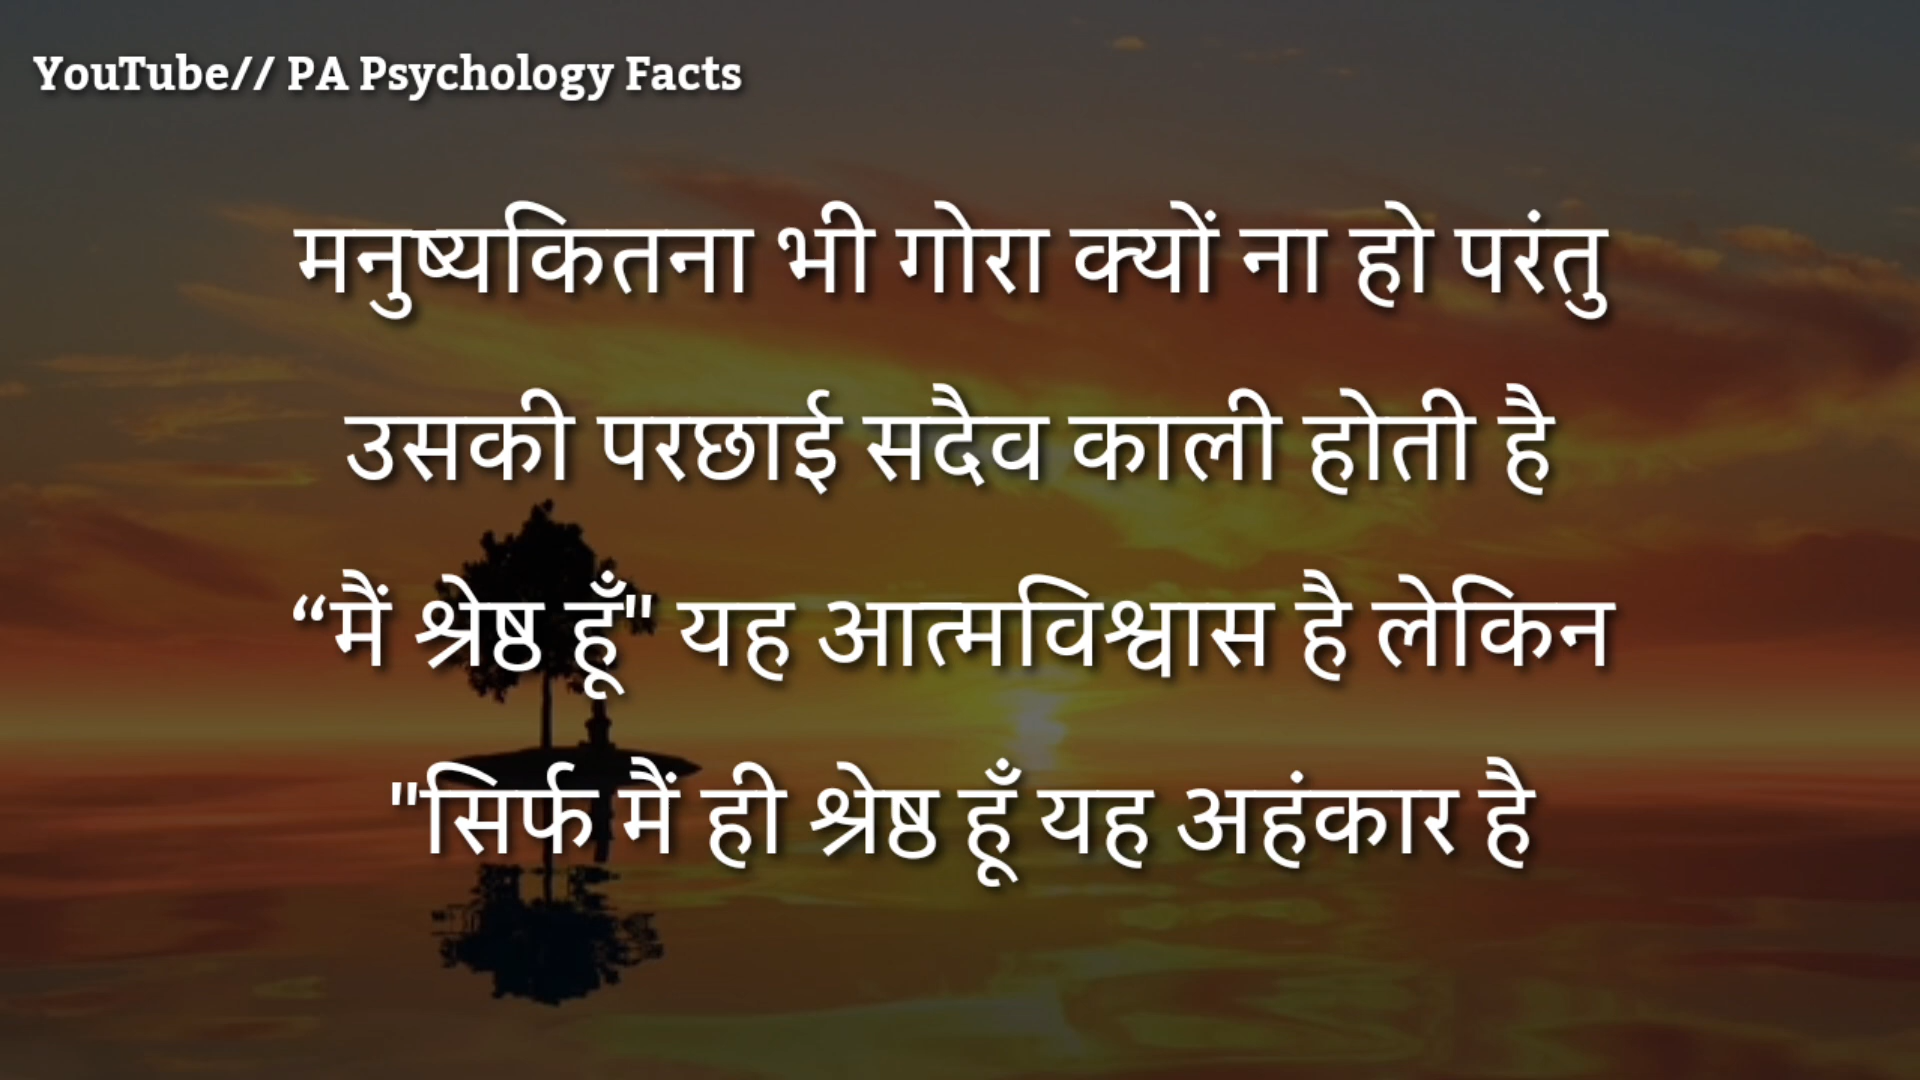 YouTube// PA Psychology Facts
मनुष्यकितना भी गोरा क्यों ना हो परंतु
उसकी परछाई सदैव काली होती है
“मैं श्रेष्ठ हूँ" यह आत्मविश्वास है लेकिन
"सिर्फ मैं ही श्रेष्ठ हूँ यह अहंकार है